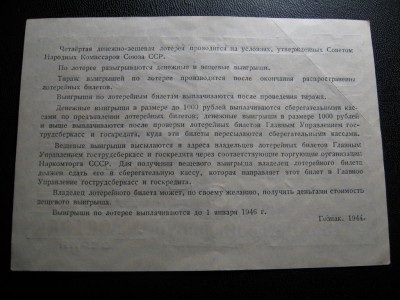 Четвёртая денежно-вещевая лотерея проводится на условиях, утвержденных Советом
Народных Комиссаров Союза ССР.
По лотерее разыгрываются денежные и вещевые выигрыши.
Тираж выигрышей по лотерее производится после окончания распространения
лотерейных билетов.
Выигрыши по лотерейным билетам выплачиваются после проведения тиража.
Денежные выигрыши в размере до 1000 рублей выплачиваются сберегательными кассами по предъявлении лотерейных билетов; денежные выигрыши в размере 1000 рублей
и выше выплачиваются после проверки лотерейных билетов Главным Управлением гострудсберкасс и госкредита, куда эти билеты пересылаются сберегательными кассами.
Вещевые выигрыши высылаются в адреса владельцев лотерейных билетов Главным
Управлением гострудсберкасс и госкредита через соответствующие торгующие организации
Наркомторга СССР. Для получения вещевого выигрыша владелец лотерейного билета
должен сдать его в сберегательную кассу, которая направляет этот билет в Главное
Управление гострудсберкасс и госкредита.
Владелец лотерейного билета может, по своему желанию, получить деньгами стоимость
вещевого выигрыша.
Выигрыши по лотерее выплачиваются до 1 января 1946 г. Гознак. 1944.